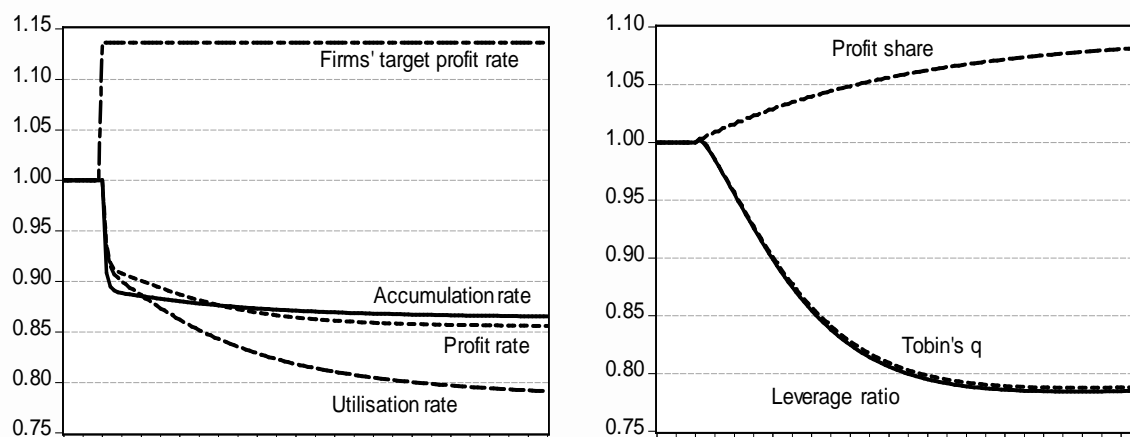 1.15
1.10
1.05
1.00
0.95
0.90
0.85
0.80
0.75
Firms' target profit rate
Accumulation rate
Profit rate
Utilisation rate
1.10
1.05
1.00
0.95
0.90
0.85
0.80
0.75
Profit share
Tobin's q
Leverage ratio